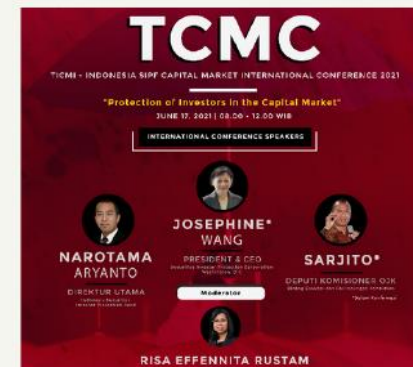 TCMC
TICMI - INDONESIA SIPF CAPITAL MARKET INTERNATIONAL CONFERENCE 2021
"Protection of Investors in the Capital Market"
JUNE 17, 2021 | 08.00 - 12.00 WIB
INTERNATIONAL CONFERENCE SPEAKERS
NAROTAMA
ARYANTO
DIREKTUR UTAMA
JOSEPHINE*
WANG
PRESIDENT & CEO
SARJITO*
DEPUTI KOMISIONER OJK
Moderator
RISA EFFENNITA RUSTAM